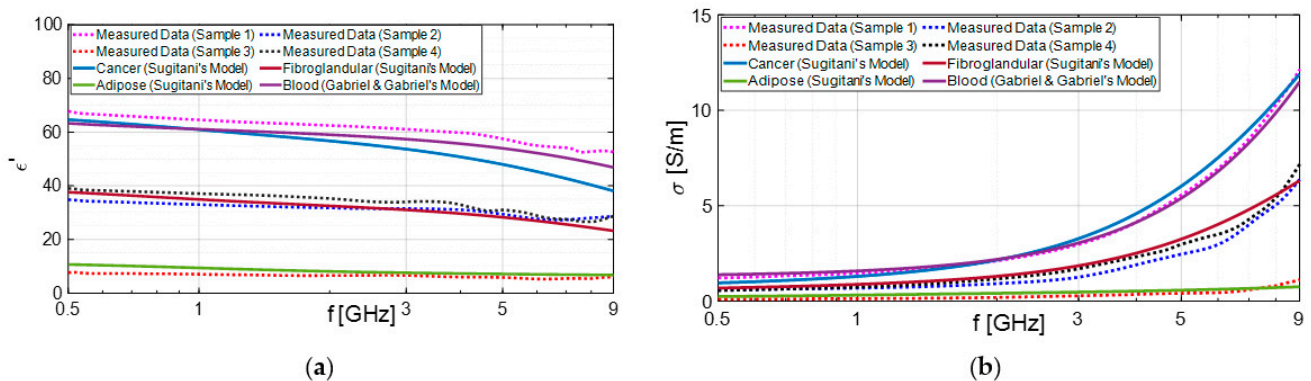 100
80
60
40
20
0
ϵ'
Measured Data (Sample 1)
Measured Data (Sample 2)
Measured Data (Sample 3)
Measured Data (Sample 4)
Cancer (Sugitani's Model)
Fibroglandular (Sugitani's Model)
Adipose (Sugitani's Model)
Blood (Gabriel & Gabriel's Model)
0.5
1
3
5
9
f [GHz]
(a)
15
10
5
0
σ [S/m]
Measured Data (Sample 1)
Measured Data (Sample 2)
Measured Data (Sample 3)
Measured Data (Sample 4)
Cancer (Sugitani's Model)
Fibroglandular (Sugitani's Model)
Adipose (Sugitani's Model)
Blood (Gabriel & Gabriel's Model)
0.5
1
3
5
9
f [GHz]
(b)